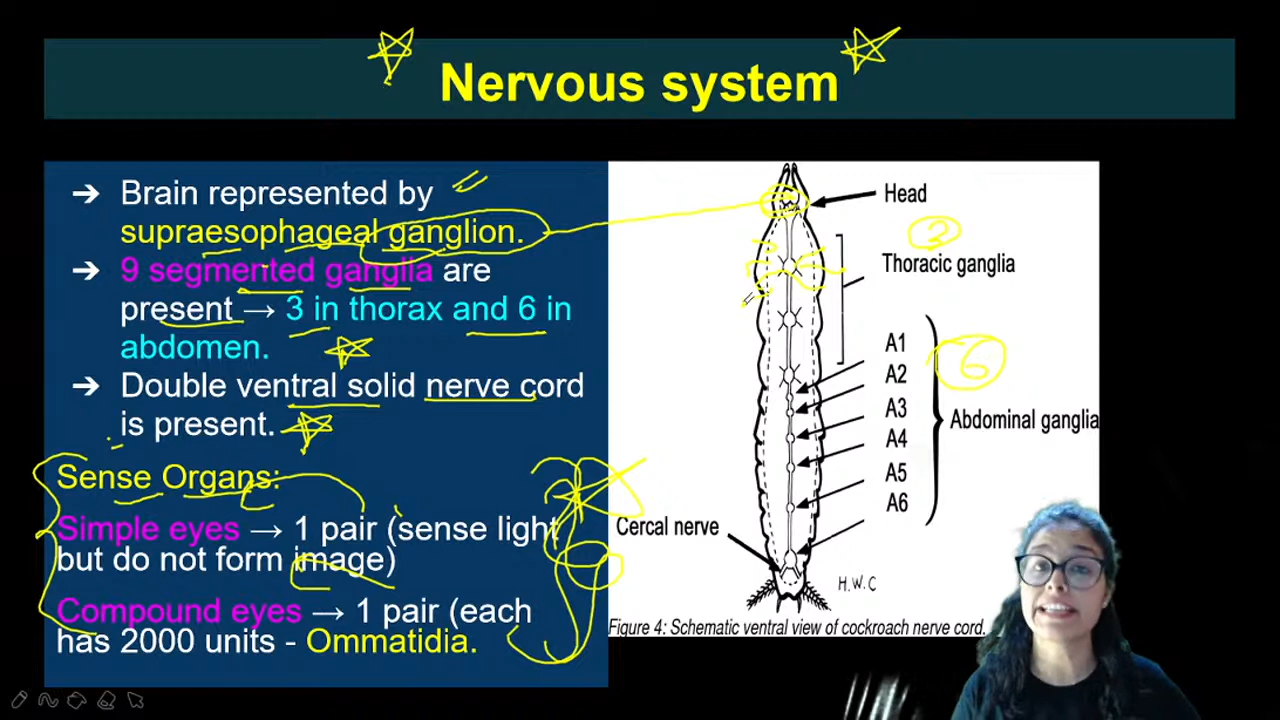 Nervous system
➔ Brain represented by
supraesophageal ganglion.
➔ 9 segmented ganglia are
present → 3 in thorax and 6 in
abdomen.
➔ Double ventral solid nerve cord
is present.
Sense Organs:
Simple eyes → 1 pair (sense light
but do not form image)
Compound eyes → 1 pair (each
has 2000 units - Ommatidia.
Head
3
Thoracic ganglia
A1
A2
A3
A4
A5
A6
6
Abdominal ganglia
Cercal nerve
H.W.C
Figure 4: Schematic ventral view of cockroach nerve cord.